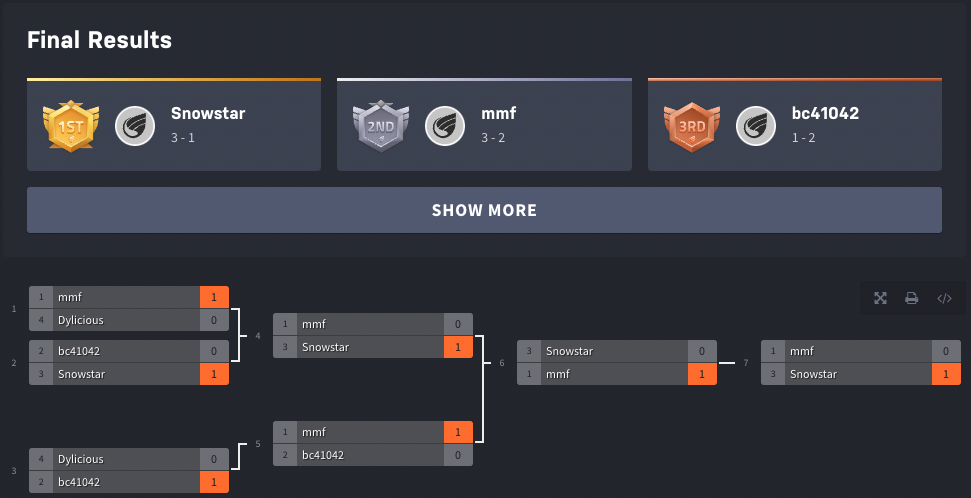 Final Results
1ST
Snowstar
3 - 1
2ND
mmf
3 - 2
3RD
bc41042
1 - 2
SHOW MORE
1
1 mmf 1
4 Dylicious 0
2
2 bc41042 0
3 Snowstar 1
3
4 Dylicious 0
2 bc41042 1
4
1 mmf 0
3 Snowstar 1
5
1 mmf 1
2 bc41042 0
6
3 Snowstar 0
1 mmf 1
7
1 mmf 0
3 Snowstar 1